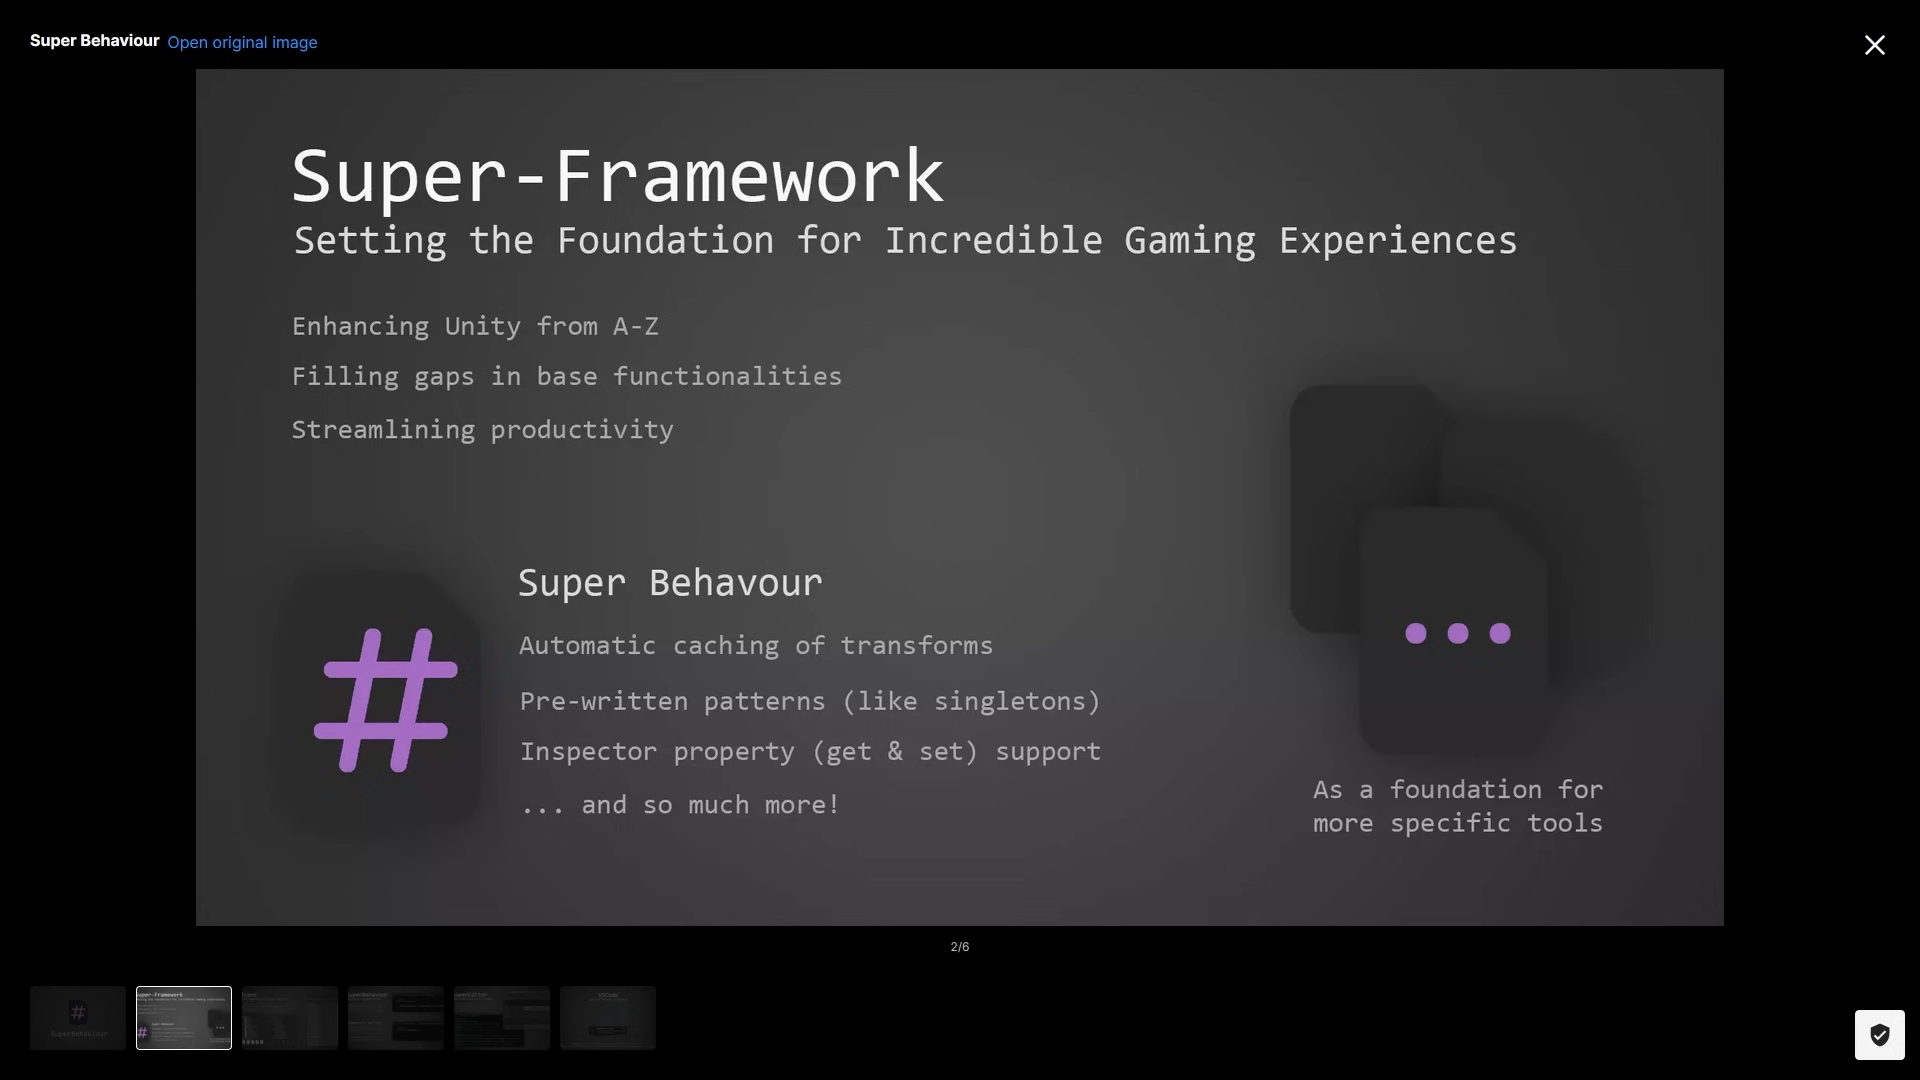 Super Behaviour Open original image
Super-Framework
Setting the Foundation for Incredible Gaming Experiences
Enhancing Unity from A-Z
Filling gaps in base functionalities
Streamlining productivity
Super Behavour
Automatic caching of transforms
Pre-written patterns (like singletons)
Inspector property (get & set) support
... and so much more!
As a foundation for
more specific tools
2/6